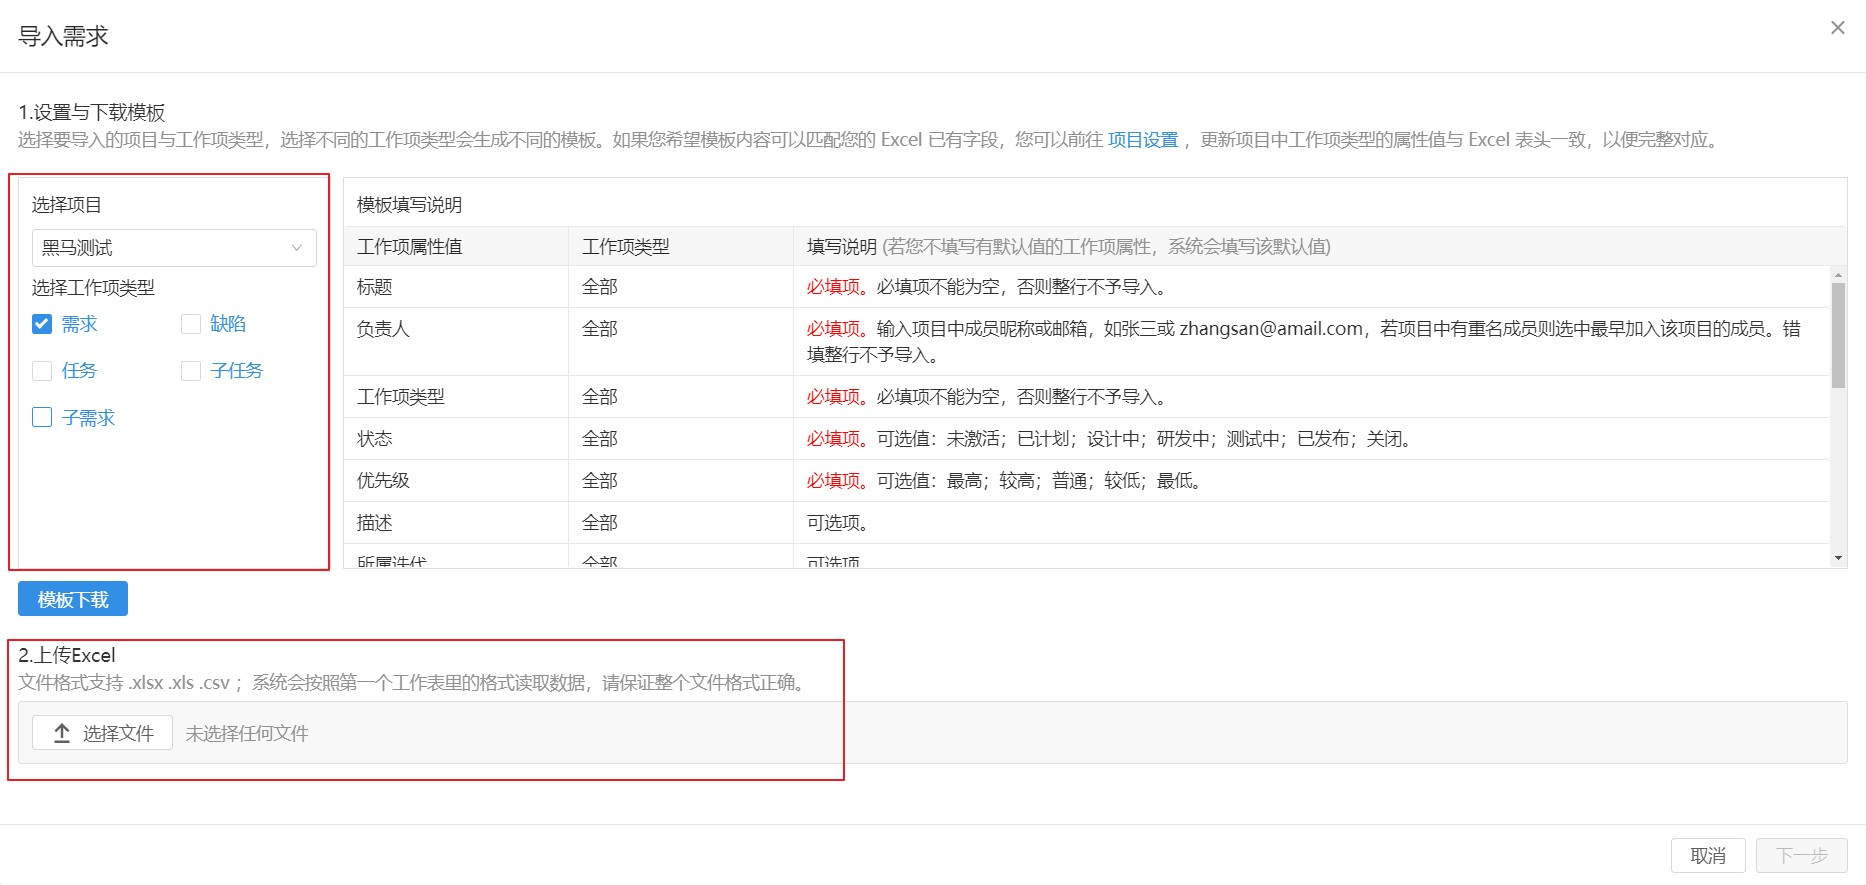 导入需求
1.设置与下载模板
选择要导入的项目与工作项类型，选择不同的工作项类型会生成不同的模板。如果您希望模板内容可以匹配您的 Excel 已有字段，您可以前往 项目设置 ，更新项目中工作项类型的属性值与 Excel 表头一致，以便完整对应。
选择项目
黑马测试
选择工作项类型
需求 缺陷
任务 子任务
子需求
模板填写说明
工作项属性值 工作项类型 填写说明 (若您不填写有默认值的工作项属性，系统会填写该默认值)
标题 全部 必填项。必填项不能为空，否则整行不予导入。
负责人 全部 必填项。输入项目中成员昵称或邮箱，如张三或 zhangsan@amail.com，若项目中有重名成员则选中最早加入该项目的成员。错
填整行不予导入。
工作项类型 全部 必填项。必填项不能为空，否则整行不予导入。
状态 全部 必填项。可选值：未激活；已计划；设计中；研发中；测试中；已发布；关闭。
优先级 全部 必填项。可选值：最高；较高；普通；较低；最低。
描述 全部 可选项。
所属迭代 全部 可选项
模板下载
2.上传Excel
文件格式支持 .xlsx .xls .csv ；系统会按照第一个工作表里的格式读取数据，请保证整个文件格式正确。
选择文件 未选择任何文件
取消 下一步